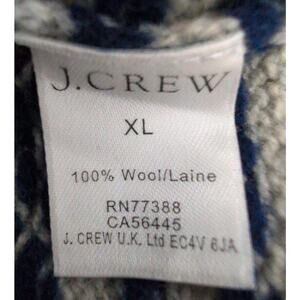 J.CREW
XL
100% Wool/Laine
RN77388
CA56445
J. CREW U.K. Ltd EC4V 6JA